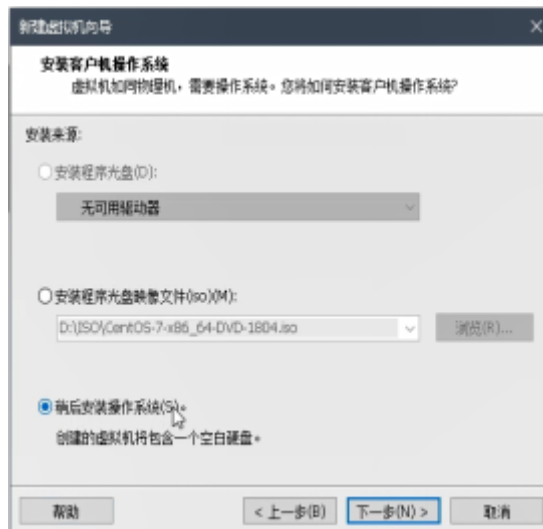 新建虚拟机向导
安装客户机操作系统
虚拟机如同物理机，需要操作系统。您将如何安装客户机操作系统?
安装来源:
安装程序光盘(D):
无可用驱动器
安装程序光盘映像文件(iso)(M):
D:\ISO\CentOS-7-x86_64-DVD-1804.iso
浏览(R)...
稍后安装操作系统(S)。
创建的虚拟机将包含一个空白硬盘。
帮助
< 上一步(B)
下一步(N) >
取消